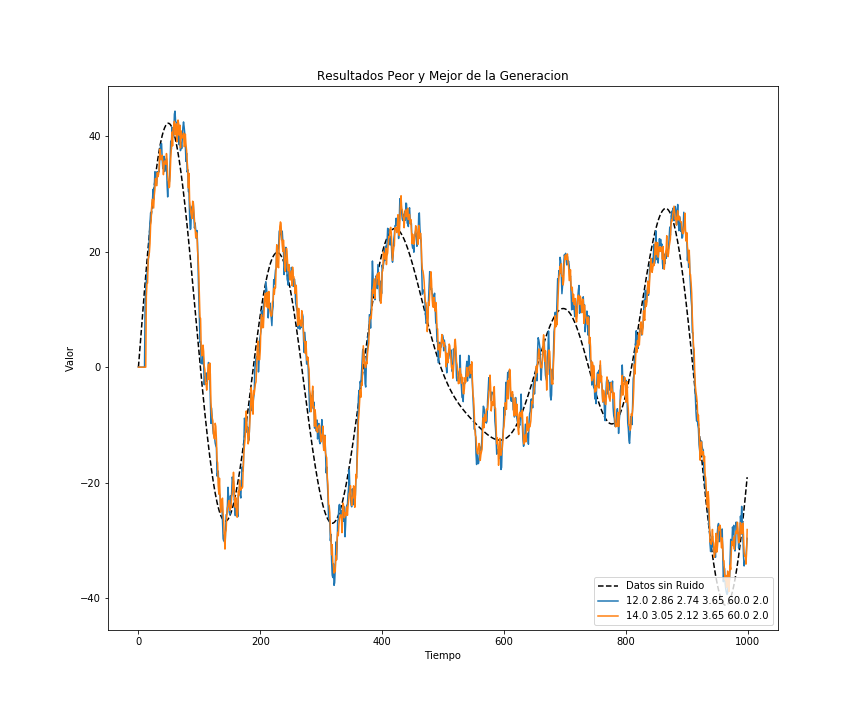 Resultados Peor y Mejor de la Generacion
Valor
40
20
0
−20
−40
0
200
400
600
800
1000
Tiempo
Datos sin Ruido
12.0 2.86 2.74 3.65 60.0 2.0
14.0 3.05 2.12 3.65 60.0 2.0